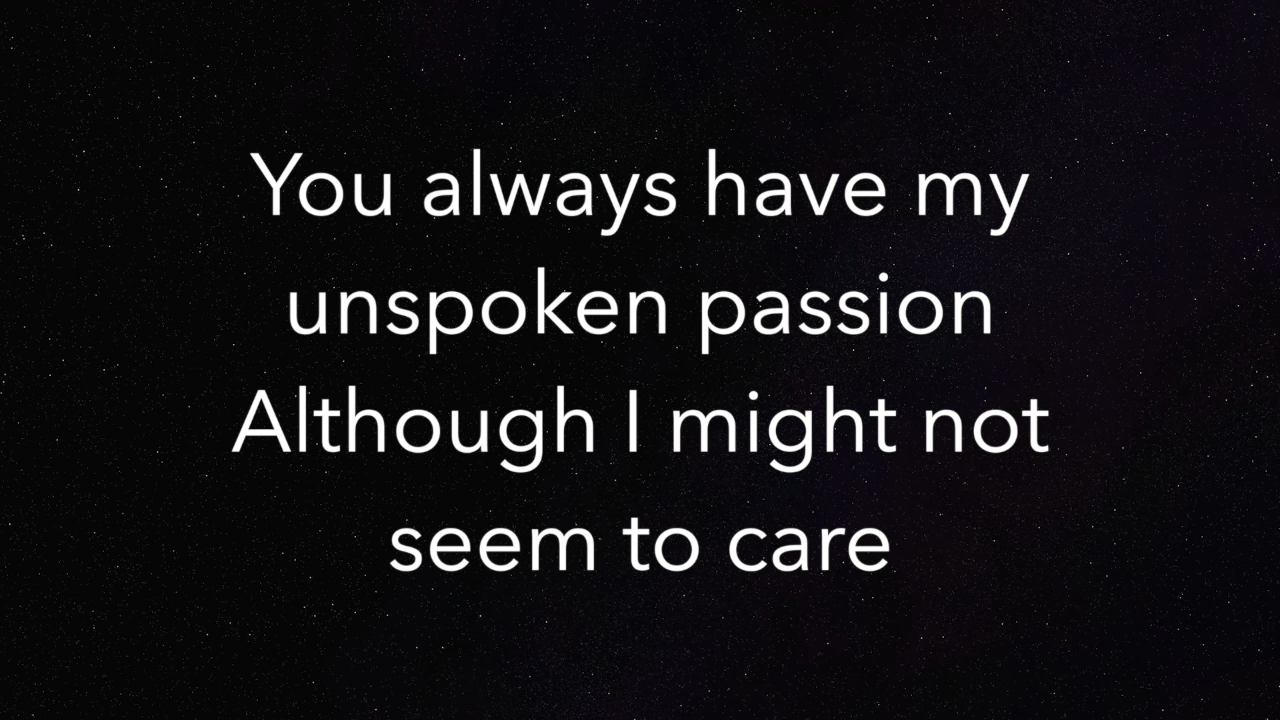 You always have my
unspoken passion
Although I might not
seem to care